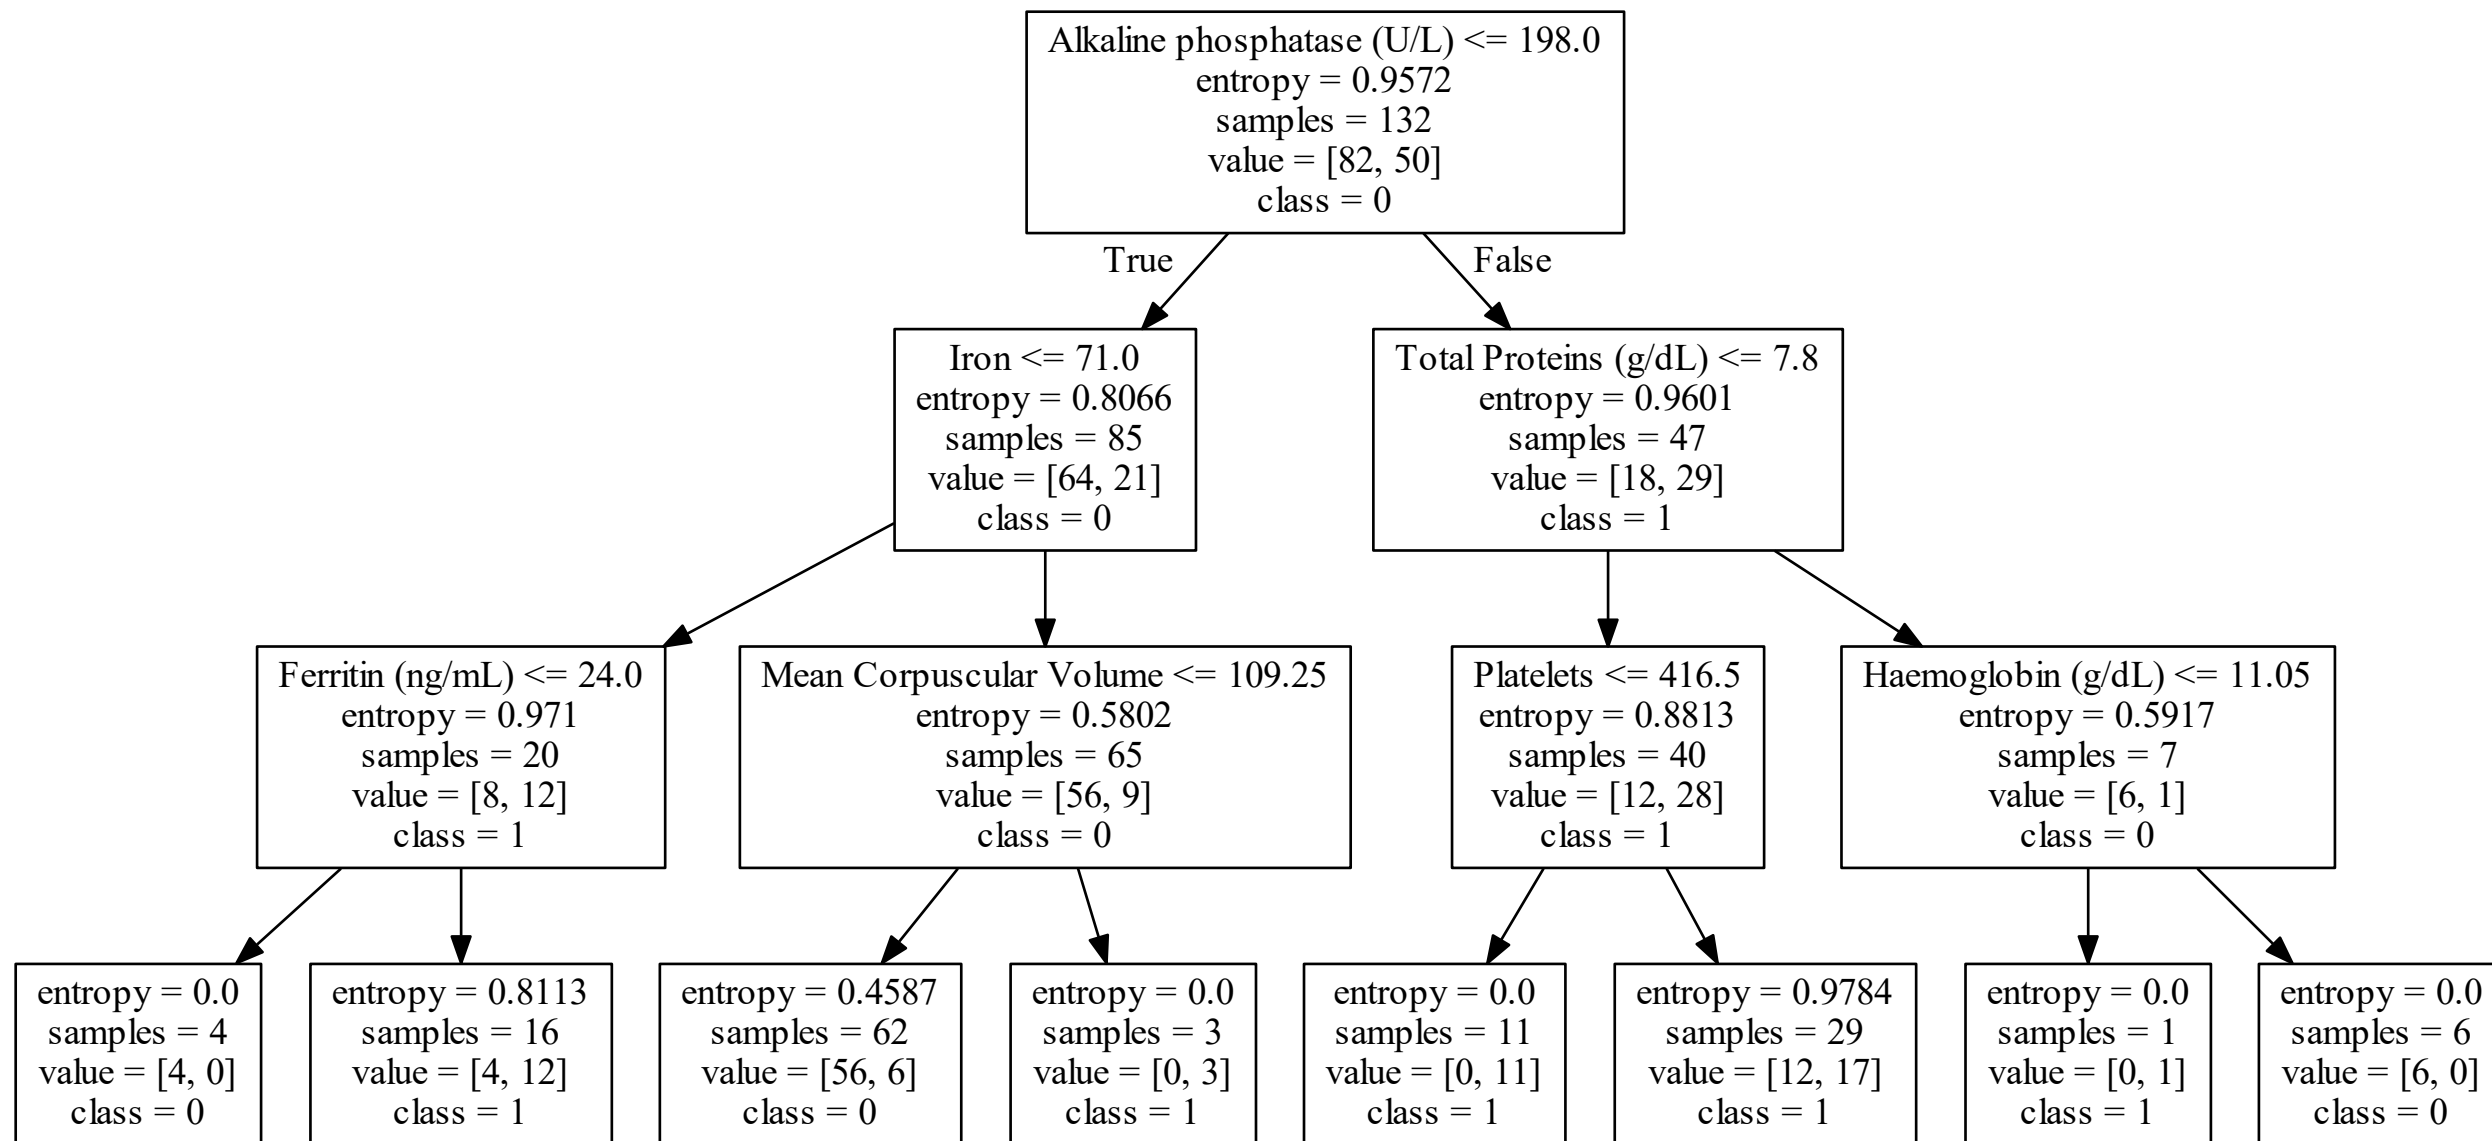 Alkaline phosphatase (U/L) <= 198.0
entropy = 0.9572
samples = 132
value = [82, 50]
class = 0
True
False
Iron <= 71.0
entropy = 0.8066
samples = 85
value = [64, 21]
class = 0
Total Proteins (g/dL) <= 7.8
entropy = 0.9601
samples = 47
value = [18, 29]
class = 1
Ferritin (ng/mL) <= 24.0
entropy = 0.971
samples = 20
value = [8, 12]
class = 1
Mean Corpuscular Volume <= 109.25
entropy = 0.5802
samples = 65
value = [56, 9]
class = 0
Platelets <= 416.5
entropy = 0.8813
samples = 40
value = [12, 28]
class = 1
Haemoglobin (g/dL) <= 11.05
entropy = 0.5917
samples = 7
value = [6, 1]
class = 0
entropy = 0.0
samples = 4
value = [4, 0]
class = 0
entropy = 0.8113
samples = 16
value = [4, 12]
class = 1
entropy = 0.4587
samples = 62
value = [56, 6]
class = 0
entropy = 0.0
samples = 3
value = [0, 3]
class = 1
entropy = 0.0
samples = 11
value = [0, 11]
class = 1
entropy = 0.9784
samples = 29
value = [12, 17]
class = 1
entropy = 0.0
samples = 1
value = [0, 1]
class = 1
entropy = 0.0
samples = 6
value = [6, 0]
class = 0